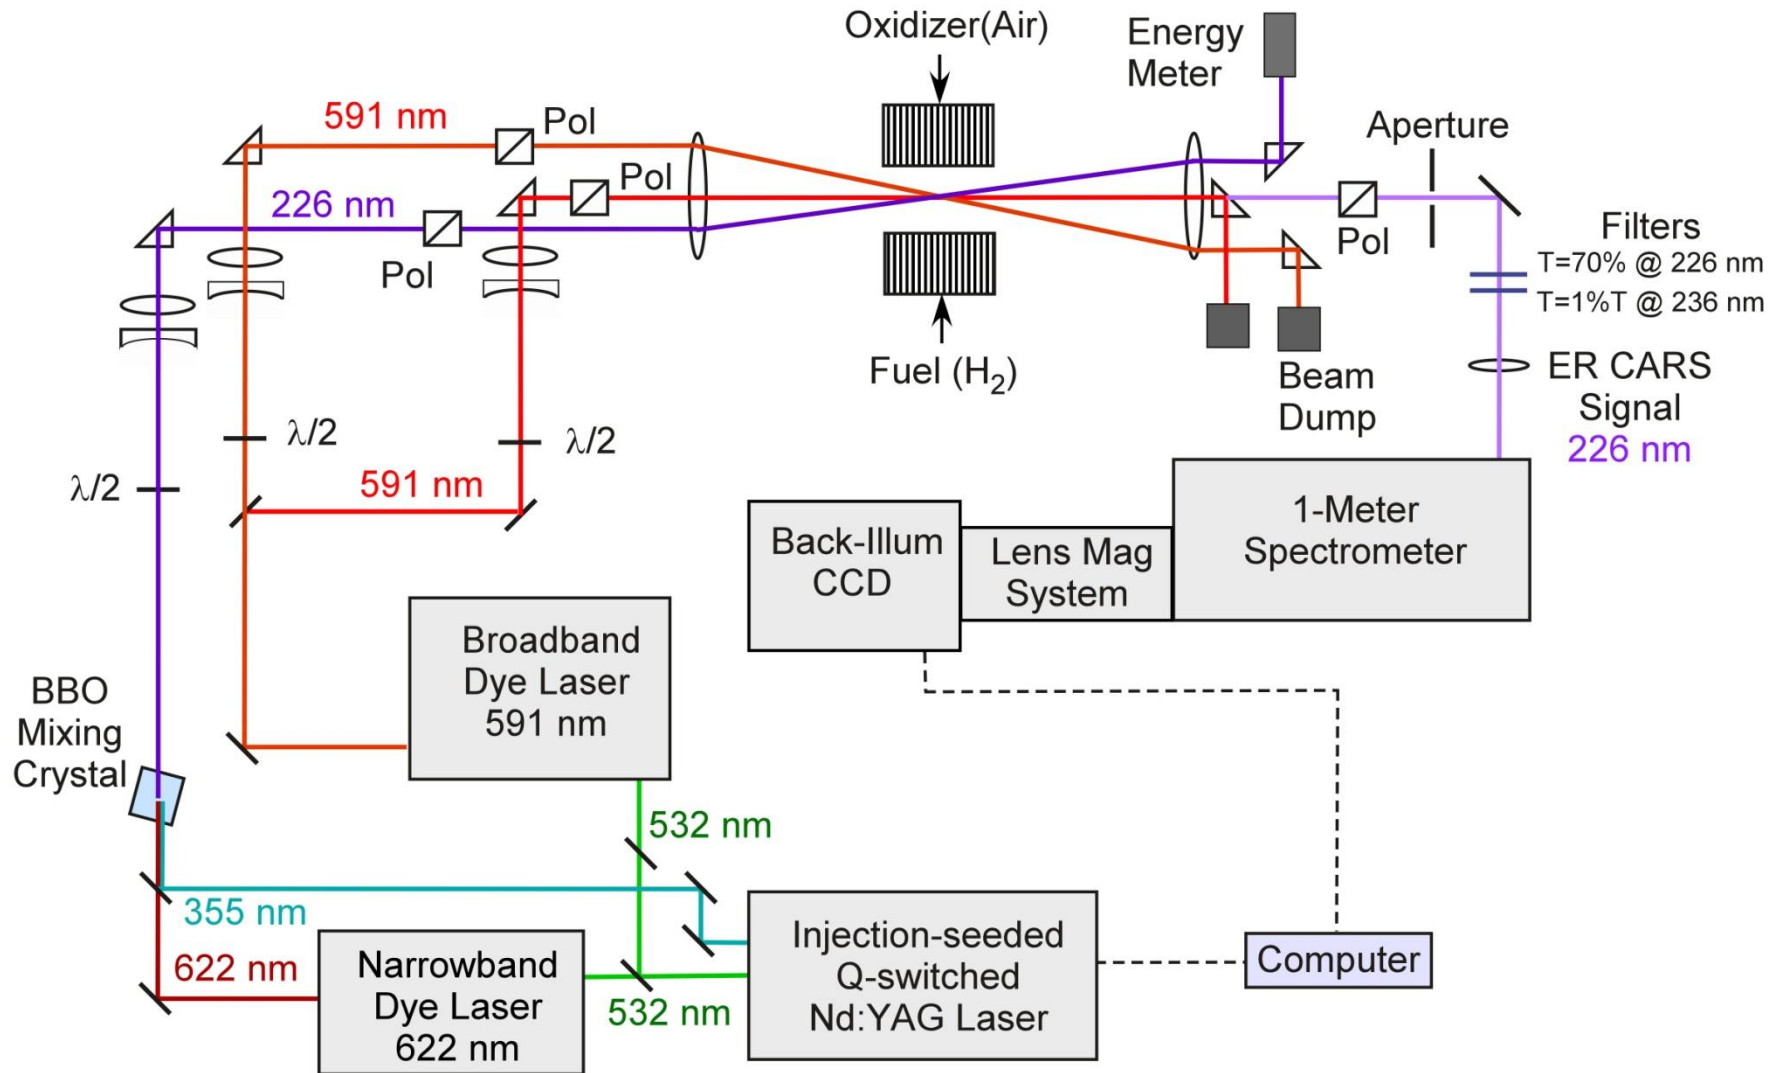 Oxidizer(Air)
Energy
Meter
591 nm
Pol
Aperture
226 nm
Pol
Pol
Pol
Filters
T=70% @ 226 nm
T=1%T @ 236 nm
Fuel (H₂)
Beam
Dump
ER CARS
Signal
226 nm
λ/2
λ/2
λ/2
591 nm
1-Meter
Spectrometer
Back-Illum
CCD
Lens Mag
System
Broadband
Dye Laser
591 nm
BBO
Mixing
Crystal
532 nm
355 nm
622 nm
Narrowband
Dye Laser
622 nm
532 nm
Injection-seeded
Q-switched
Nd:YAG Laser
Computer